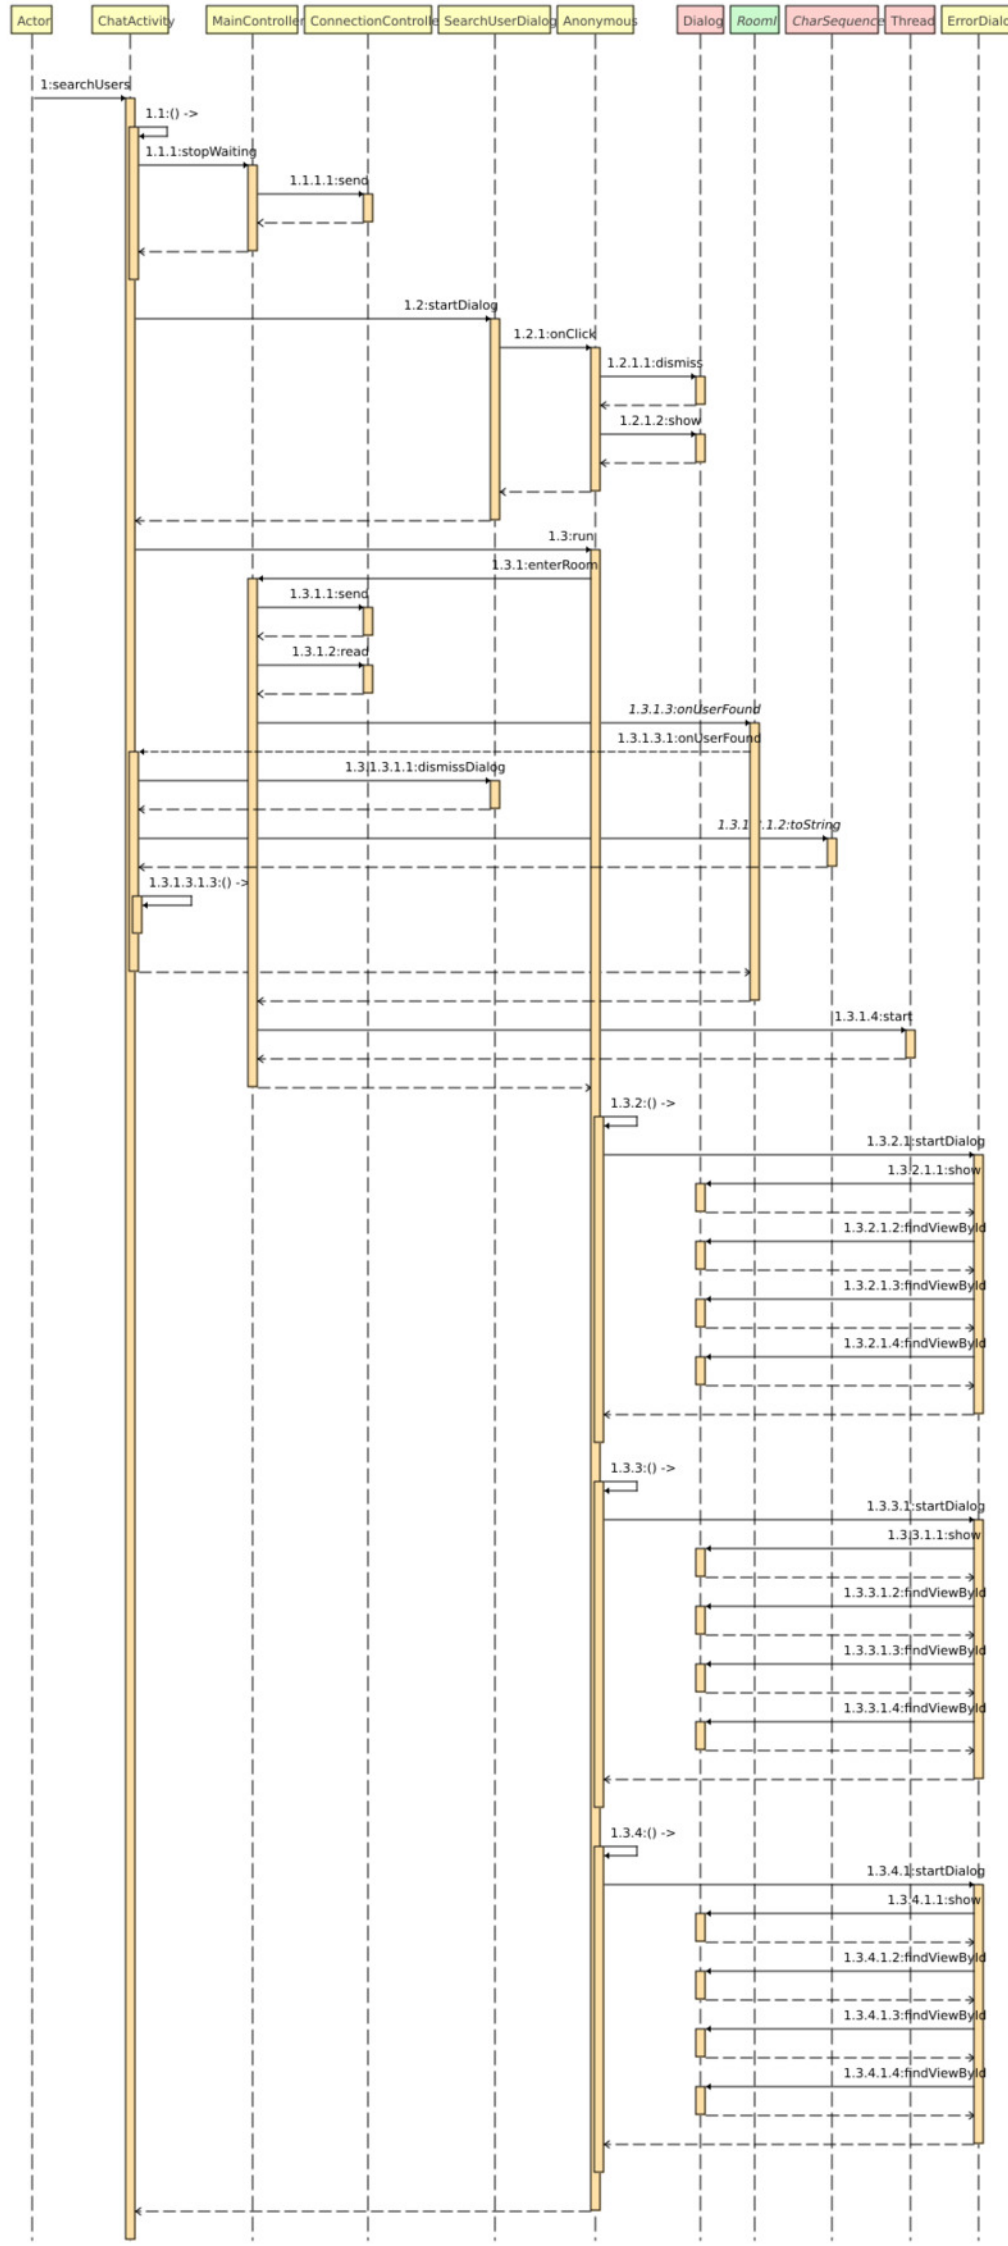 Actor ChatActivity MainController ConnectionControlle SearchUserDialog Anonymous Dialog RoomI CharSequence Thread ErrorDialo
1:searchUsers
1.1:() ->
1.1.1:stopWaiting
1.1.1.1:send
1.2:startDialog
1.2.1:onClick
1.2.1.1:dismiss
1.2.1.2:show
1.3:run
1.3.1:enterRoom
1.3.1.1:send
1.3.1.2:read
1.3.1.3:onUserFound
1.3.1.3.1:onUserFound
1.3.1.3.1.1:dismissDialog
1.3.1.3.1.2:toString
1.3.1.3.1.3:() ->
1.3.1.4:start
1.3.2:() ->
1.3.2.1:startDialog
1.3.2.1.1:show
1.3.2.1.2:findViewById
1.3.2.1.3:findViewById
1.3.2.1.4:findViewById
1.3.3:() ->
1.3.3.1:startDialog
1.3.3.1.1:show
1.3.3.1.2:findViewById
1.3.3.1.3:findViewById
1.3.3.1.4:findViewById
1.3.4:() ->
1.3.4.1:startDialog
1.3.4.1.1:show
1.3.4.1.2:findViewById
1.3.4.1.3:findViewById
1.3.4.1.4:findViewById